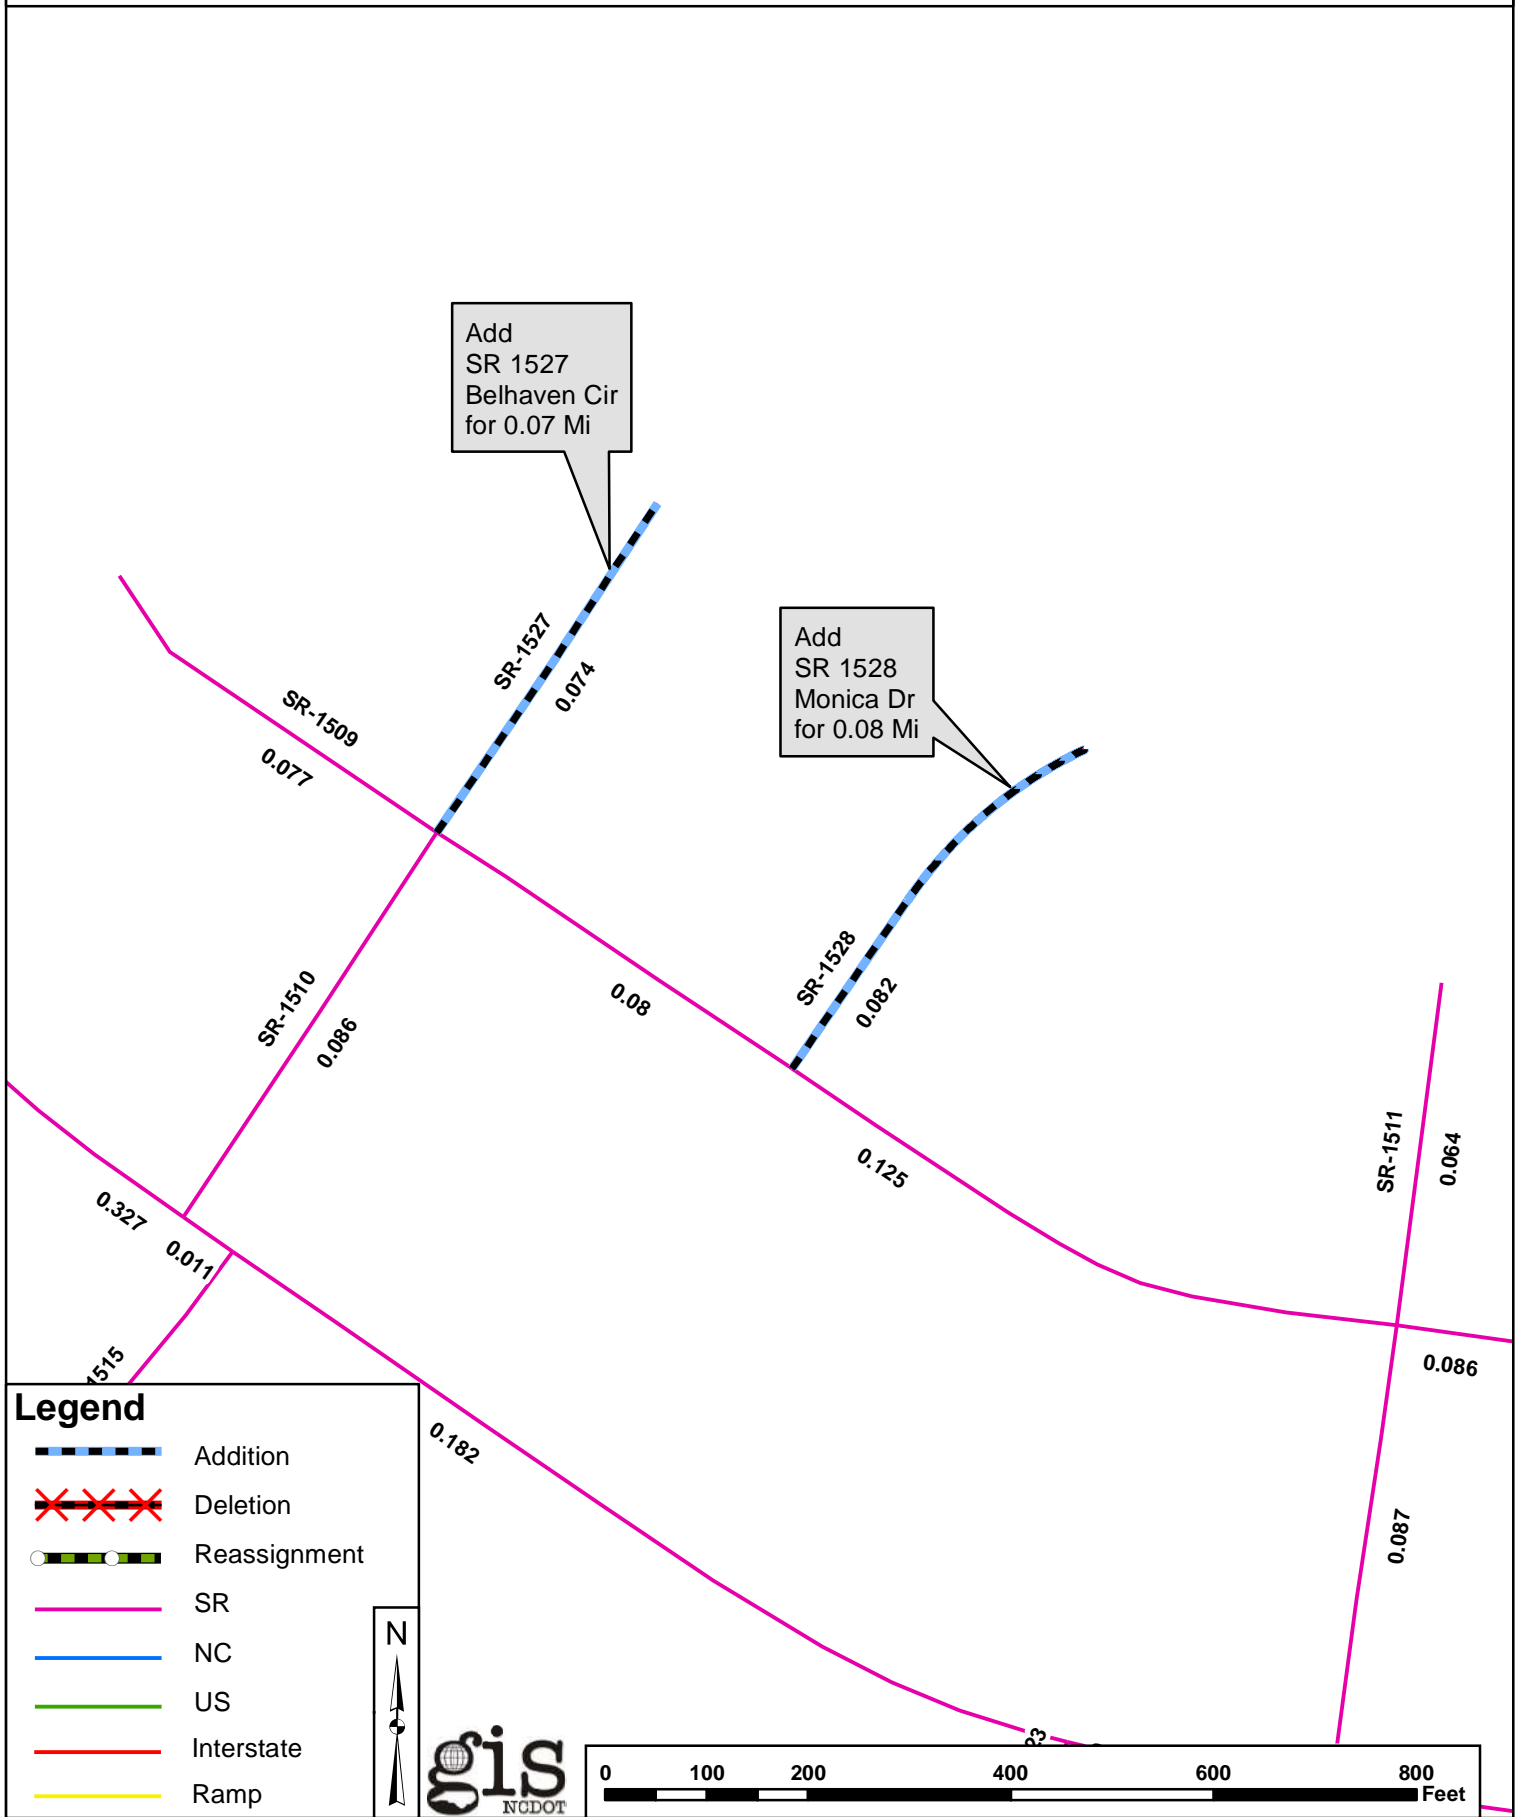 Add
SR 1527
Belhaven Cir
for 0.07 Mi
SR-1527
0.074
Add
SR 1528
Monica Dr
for 0.08 Mi
SR-1509
0.077
SR-1528
0.082
SR-1510
0.086
0.08
SR-1511
0.064
0.125
0.327
0.011
1515
0.086
0.182
0.087
Legend
Addition
Deletion
Reassignment
SR
NC
US
Interstate
Ramp
N
gis
NCDOT
0 100 200 400 600 800
Feet